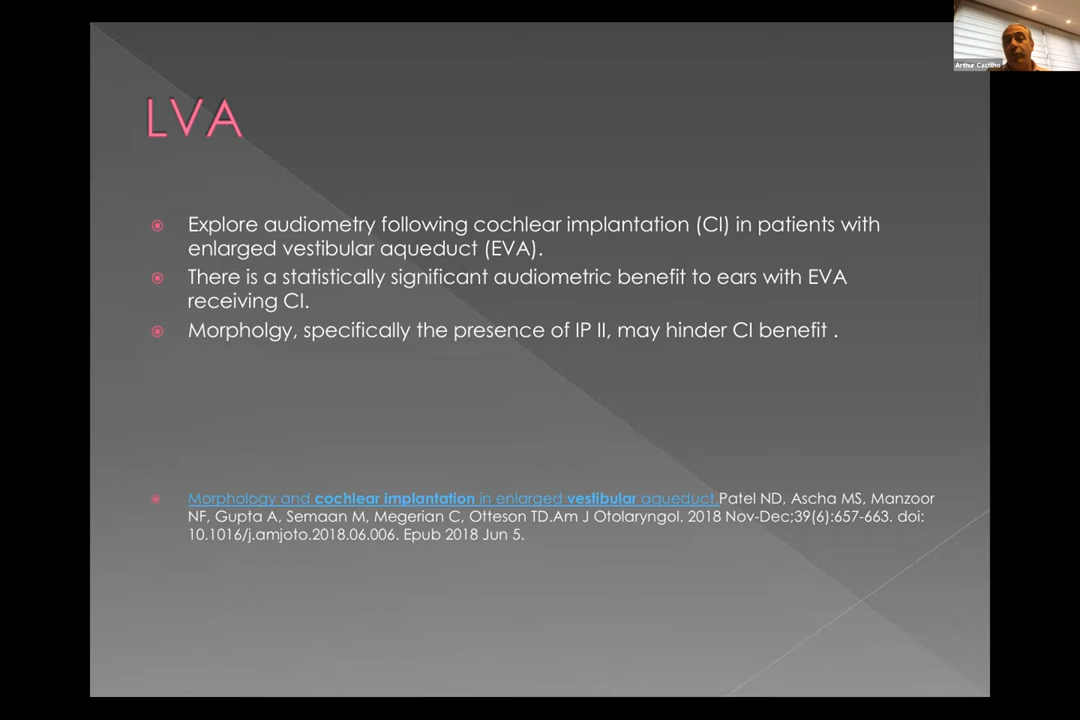 Arthur Castilho
LVA
Explore audiometry following cochlear implantation (CI) in patients with
enlarged vestibular aqueduct (EVA).
There is a statistically significant audiometric benefit to ears with EVA
receiving CI.
Morpholgy, specifically the presence of IP II, may hinder CI benefit .
Morphology and cochlear implantation in enlarged vestibular aqueduct.Patel ND, Ascha MS, Manzoor
NF, Gupta A, Semaan M, Megerian C, Otteson TD.Am J Otolaryngol. 2018 Nov-Dec;39(6):657-663. doi:
10.1016/j.amjoto.2018.06.006. Epub 2018 Jun 5.